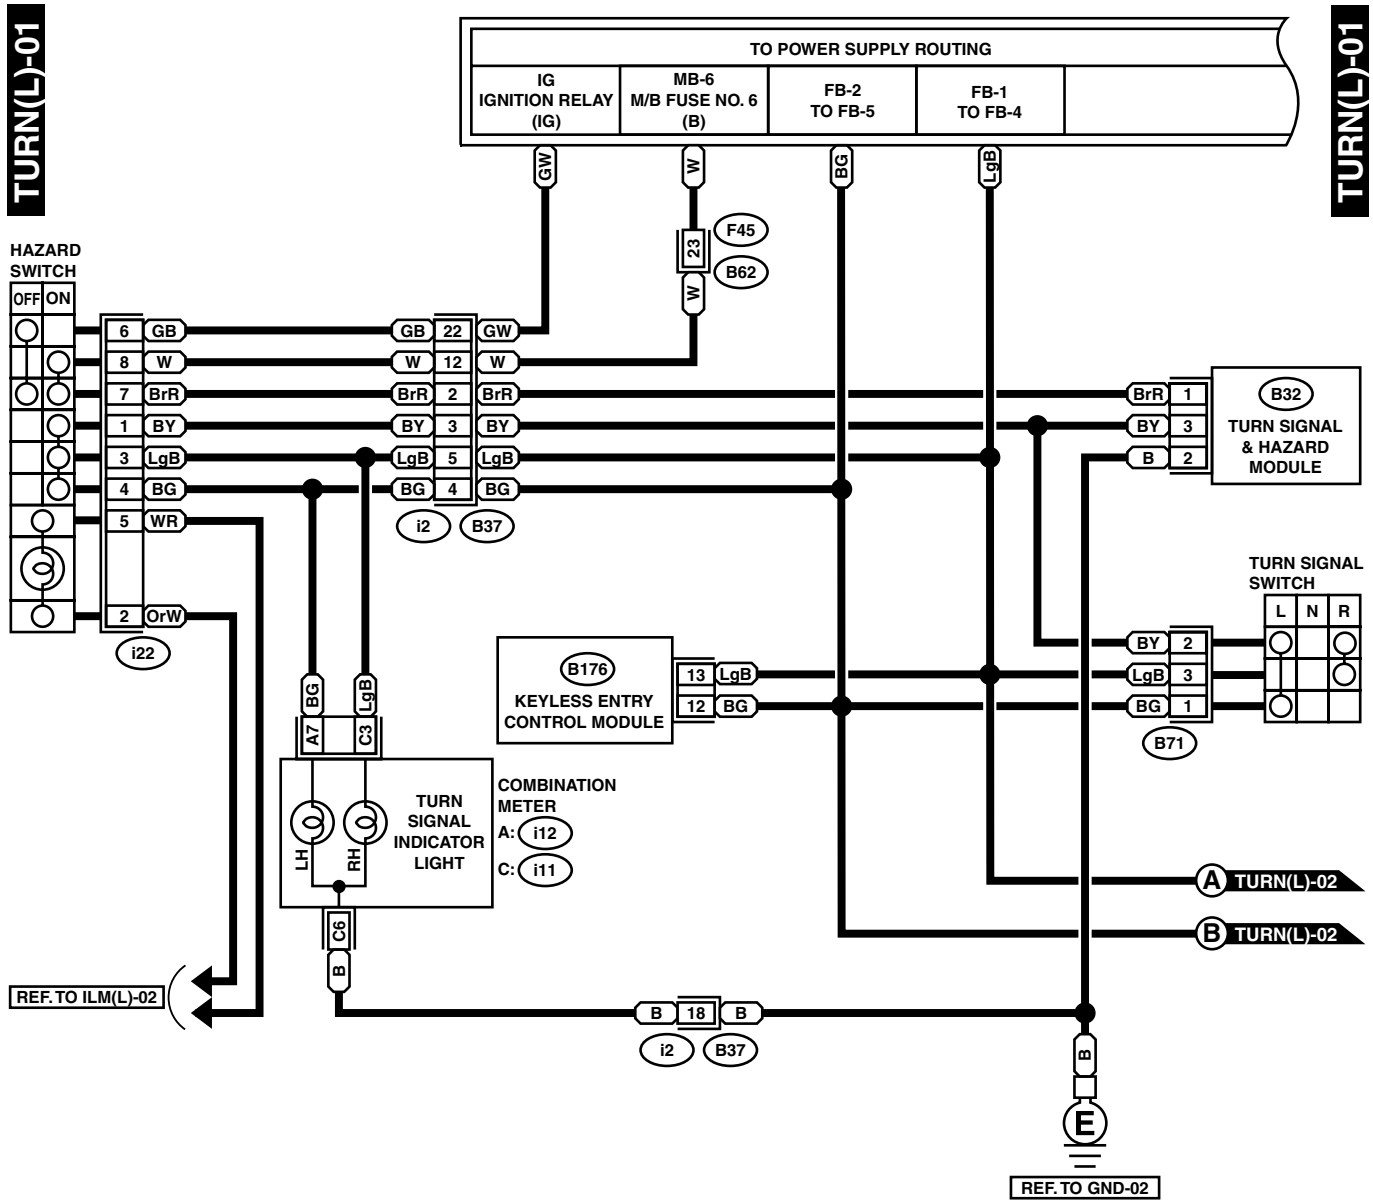 TURN(L)-01
TURN(L)-01
TO POWER SUPPLY ROUTING
IG
IGNITION RELAY
(IG)
MB-6
M/B FUSE NO. 6
(B)
FB-2
TO FB-5
FB-1
TO FB-4
GW
W
BG
LgB
23
F45
B62
W
HAZARD
SWITCH
OFF ON
6 GB
8 W
7 BrR
1 BY
3 LgB
4 BG
5 WR
2 OrW
i22
GB 22 GW
W 12 W
BrR 2 BrR
BY 3 BY
LgB 5 LgB
BG 4 BG
i2 B37
BrR 1
BY 3
B 2
B32
TURN SIGNAL
& HAZARD
MODULE
TURN SIGNAL
SWITCH
L N R
BY 2
LgB 3
BG 1
B71
B176
KEYLESS ENTRY
CONTROL MODULE
13 LgB
12 BG
BG
LgB
A7
C3
LH
RH
TURN
SIGNAL
INDICATOR
LIGHT
COMBINATION
METER
A: i12
C: i11
C6
B
A TURN(L)-02
B TURN(L)-02
REF. TO ILM(L)-02
B 18 B
i2 B37
B
E
REF. TO GND-02